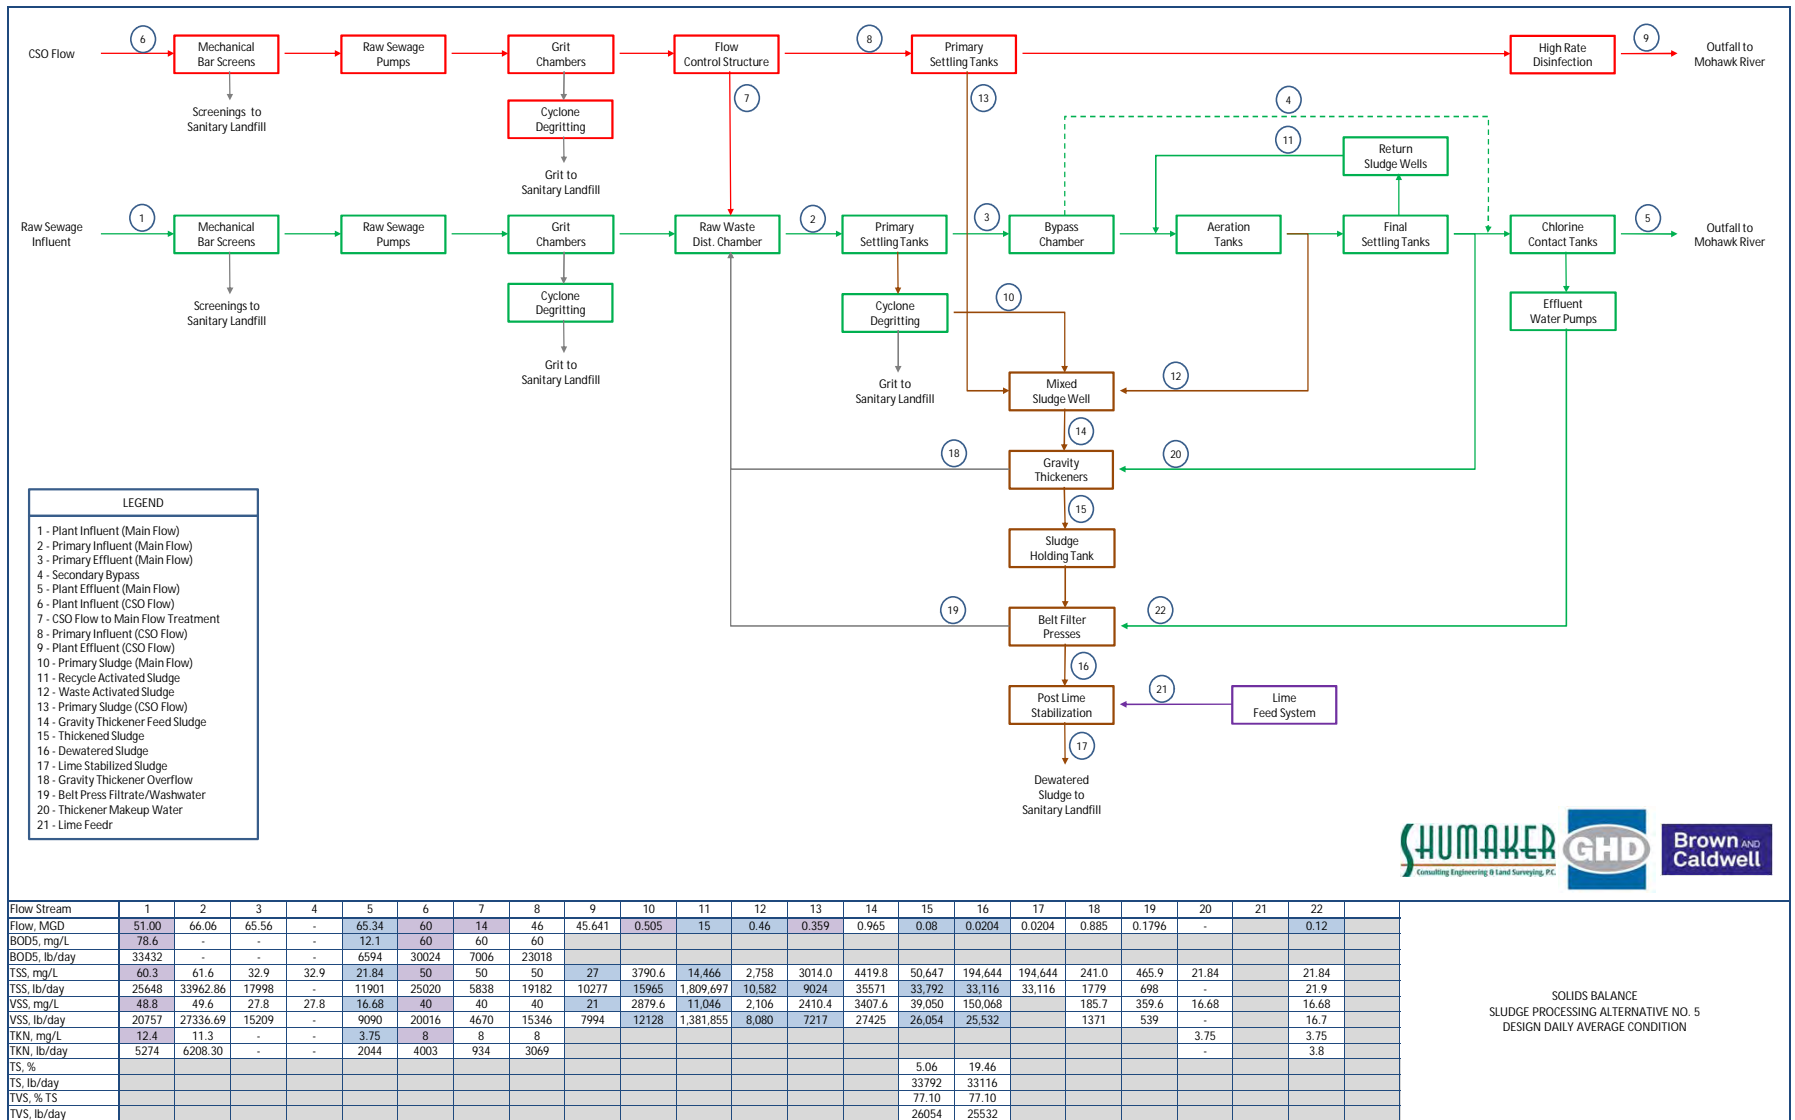 CSO Flow
6
Mechanical
Bar Screens
Raw Sewage
Pumps
Grit
Chambers
Flow
Control Structure
8
Primary
Settling Tanks
High Rate
Disinfection
9
Outfall to
Mohawk River
Screenings to
Sanitary Landfill
Cyclone
Degritting
7
13
4
Grit to
Sanitary Landfill
11
Return
Sludge Wells
Raw Sewage
Influent
1
Mechanical
Bar Screens
Raw Sewage
Pumps
Grit
Chambers
Raw Waste
Dist. Chamber
2
Primary
Settling Tanks
3
Bypass
Chamber
Aeration
Tanks
Final
Settling Tanks
Chlorine
Contact Tanks
5
Outfall to
Mohawk River
Screenings to
Sanitary Landfill
Cyclone
Degritting
Cyclone
Degritting
10
Effluent
Water Pumps
Grit to
Sanitary Landfill
Grit to
Sanitary Landfill
Mixed
Sludge Well
12
14
18
Gravity
Thickeners
20
15
Sludge
Holding Tank
19
Belt Filter
Presses
22
16
Post Lime
Stabilization
21
Lime
Feed System
17
Dewatered
Sludge to
Sanitary Landfill
LEGEND
1 - Plant Influent (Main Flow)
2 - Primary Influent (Main Flow)
3 - Primary Effluent (Main Flow)
4 - Secondary Bypass
5 - Plant Effluent (Main Flow)
6 - Plant Influent (CSO Flow)
7 - CSO Flow to Main Flow Treatment
8 - Primary Influent (CSO Flow)
9 - Plant Effluent (CSO Flow)
10 - Primary Sludge (Main Flow)
11 - Recycle Activated Sludge
12 - Waste Activated Sludge
13 - Primary Sludge (CSO Flow)
14 - Gravity Thickener Feed Sludge
15 - Thickened Sludge
16 - Dewatered Sludge
17 - Lime Stabilized Sludge
18 - Gravity Thickener Overflow
19 - Belt Press Filtrate/Washwater
20 - Thickener Makeup Water
21 - Lime Feedr
SHUMAKER
Consulting Engineering & Land Surveying, P.C.
GHD
Brown AND
Caldwell
Flow Stream 1 2 3 4 5 6 7 8 9 10 11 12 13 14 15 16 17 18 19 20 21 22
Flow, MGD 51.00 66.06 65.56 - 65.34 60 14 46 45.641 0.505 15 0.46 0.359 0.965 0.08 0.0204 0.0204 0.885 0.1796 - 0.12
BOD5, mg/L 78.6 - - - 12.1 60 60 60
BOD5, lb/day 33432 - - - 6594 30024 7006 23018
TSS, mg/L 60.3 61.6 32.9 32.9 21.84 50 50 50 27 3790.6 14,466 2,758 3014.0 4419.8 50,647 194,644 194,644 241.0 465.9 21.84 21.84
TSS, lb/day 25648 33962.86 17998 - 11901 25020 5838 19182 10277 15965 1,809,697 10,582 9024 35571 33,792 33,116 33,116 1779 698 - 21.9
VSS, mg/L 48.8 49.6 27.8 27.8 16.68 40 40 40 21 2879.6 11,046 2,106 2410.4 3407.6 39,050 150,068 185.7 359.6 16.68 16.68
VSS, lb/day 20757 27336.69 15209 - 9090 20016 4670 15346 7994 12128 1,381,855 8,080 7217 27425 26,054 25,532 1371 539 - 16.7
TKN, mg/L 12.4 11.3 - - 3.75 8 8 8 3.75 3.75
TKN, lb/day 5274 6208.30 - - 2044 4003 934 3069 - 3.8
TS, % 5.06 19.46
TS, lb/day 33792 33116
TVS, % TS 77.10 77.10
TVS, lb/day 26054 25532
SOLIDS BALANCE
SLUDGE PROCESSING ALTERNATIVE NO. 5
DESIGN DAILY AVERAGE CONDITION